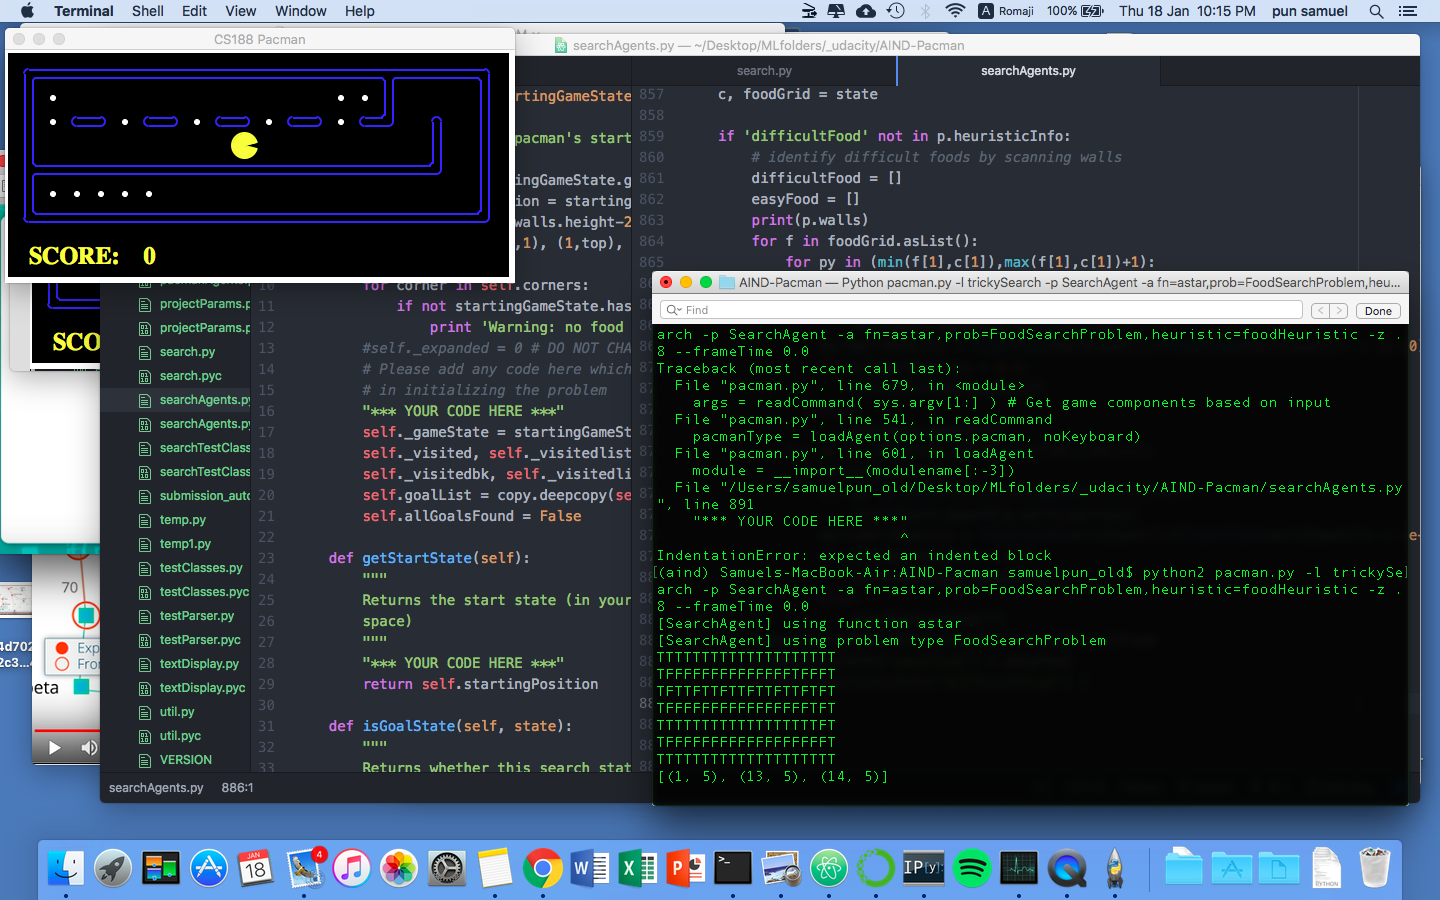 Terminal Shell Edit View Window Help
A Romaji 100% Thu 18 Jan 10:15 PM pun samuel
CS188 Pacman
SCORE: 0
SCO
searchAgents.py — ~/Desktop/MLfolders/_udacity/AIND-Pacman
search.py
searchAgents.py
rtingGameState
pacman's start
ingGameState.g
ion = starting
walls.height-2
,1), (1,top),
10 for corner in self.corners:
11 if not startingGameState.has
12 print 'Warning: no food
13 #self._expanded = 0 # DO NOT CHA
14 # Please add any code here which
15 # in initializing the problem
16 "*** YOUR CODE HERE ***"
17 self._gameState = startingGameSt
18 self._visited, self._visitedlist
19 self._visitedbk, self._visitedli
20 self.goalList = copy.deepcopy(se
21 self.allGoalsFound = False
22
23 def getStartState(self):
24 """
25 Returns the start state (in your
26 space)
27 """
28 "*** YOUR CODE HERE ***"
29 return self.startingPosition
30
31 def isGoalState(self, state):
32 """
33 Returns whether this search stat
projectParams.p
projectParams.p
search.py
search.pyc
searchAgents.py
searchAgents.py
searchTestClass
searchTestClass
submission_auto
temp.py
temp1.py
testClasses.py
testClasses.pyc
testParser.py
testParser.pyc
textDisplay.py
textDisplay.pyc
util.py
util.pyc
VERSION
searchAgents.py 886:1
857 c, foodGrid = state
858
859 if 'difficultFood' not in p.heuristicInfo:
860 # identify difficult foods by scanning walls
861 difficultFood = []
862 easyFood = []
863 print(p.walls)
864 for f in foodGrid.asList():
865 for py in (min(f[1],c[1]),max(f[1],c[1])+1):
AIND-Pacman — Python pacman.py -l trickySearch -p SearchAgent -a fn=astar,prob=FoodSearchProblem,heu...
Find
Done
arch -p SearchAgent -a fn=astar,prob=FoodSearchProblem,heuristic=foodHeuristic -z .
8 --frameTime 0.0
Traceback (most recent call last):
File "pacman.py", line 679, in <module>
args = readCommand( sys.argv[1:] ) # Get game components based on input
File "pacman.py", line 541, in readCommand
pacmanType = loadAgent(options.pacman, noKeyboard)
File "pacman.py", line 601, in loadAgent
module = __import__(modulename[:-3])
File "/Users/samuelpun_old/Desktop/MLfolders/_udacity/AIND-Pacman/searchAgents.py
", line 891
"*** YOUR CODE HERE ***"
^
IndentationError: expected an indented block
[(aind) Samuels-MacBook-Air:AIND-Pacman samuelpun_old$ python2 pacman.py -l trickySe]
arch -p SearchAgent -a fn=astar,prob=FoodSearchProblem,heuristic=foodHeuristic -z .
8 --frameTime 0.0
[SearchAgent] using function astar
[SearchAgent] using problem type FoodSearchProblem
TTTTTTTTTTTTTTTTTTTT
TFFFFFFFFFFFFFFTFFFT
TFTTFTTFTTFTTFTTFTFT
TFFFFFFFFFFFFFFFFTFT
TTTTTTTTTTTTTTTTTTFT
TFFFFFFFFFFFFFFFFFFT
TTTTTTTTTTTTTTTTTTTT
[(1, 5), (13, 5), (14, 5)]
70
Exp
Fro
eta
4d702
2c3...4
JAN
18
4
IP[y]:
PYTHON